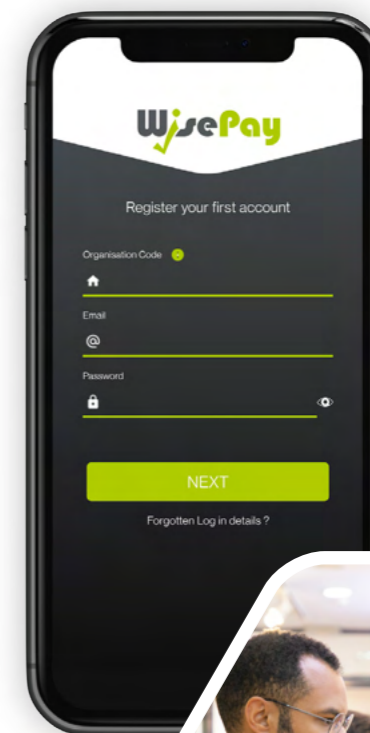 WisePay
Register your first account
Organisation Code
Email
@
Password
NEXT
Forgotten Log in details ?